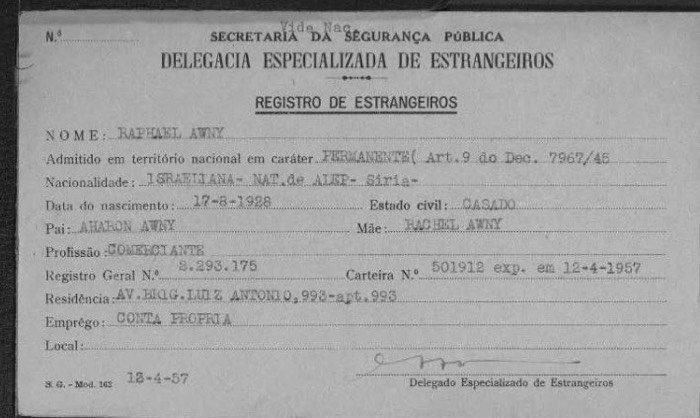 Vide Nac.
N.º SECRETARIA DA SEGURANÇA PÚBLICA
DELEGACIA ESPECIALIZADA DE ESTRANGEIROS
REGISTRO DE ESTRANGEIROS
NOME: RAPHAEL AWNY
Admitido em território nacional em caráter PERMANENTE( Art.9 do Dec. 7967/45
Nacionalidade: ISRAELIANA- NAT.de ALEP- Siria-
Data do nascimento: 17-8-1928 Estado civil: CASADO
Pai: AHARON AWNY Mãe: RACHEL AWNY
Profissão: COMERCIANTE
Registro Geral N.º 3.293.175 Carteira N.º 501912 exp. em 12-4-1957
Residência: AV.BRIG.LUIZ ANTONIO,993-apt.993
Emprêgo: CONTA PROPRIA
Local:
S. G. - Mod. 162 13-4-57 Delegado Especializado de Estrangeiros